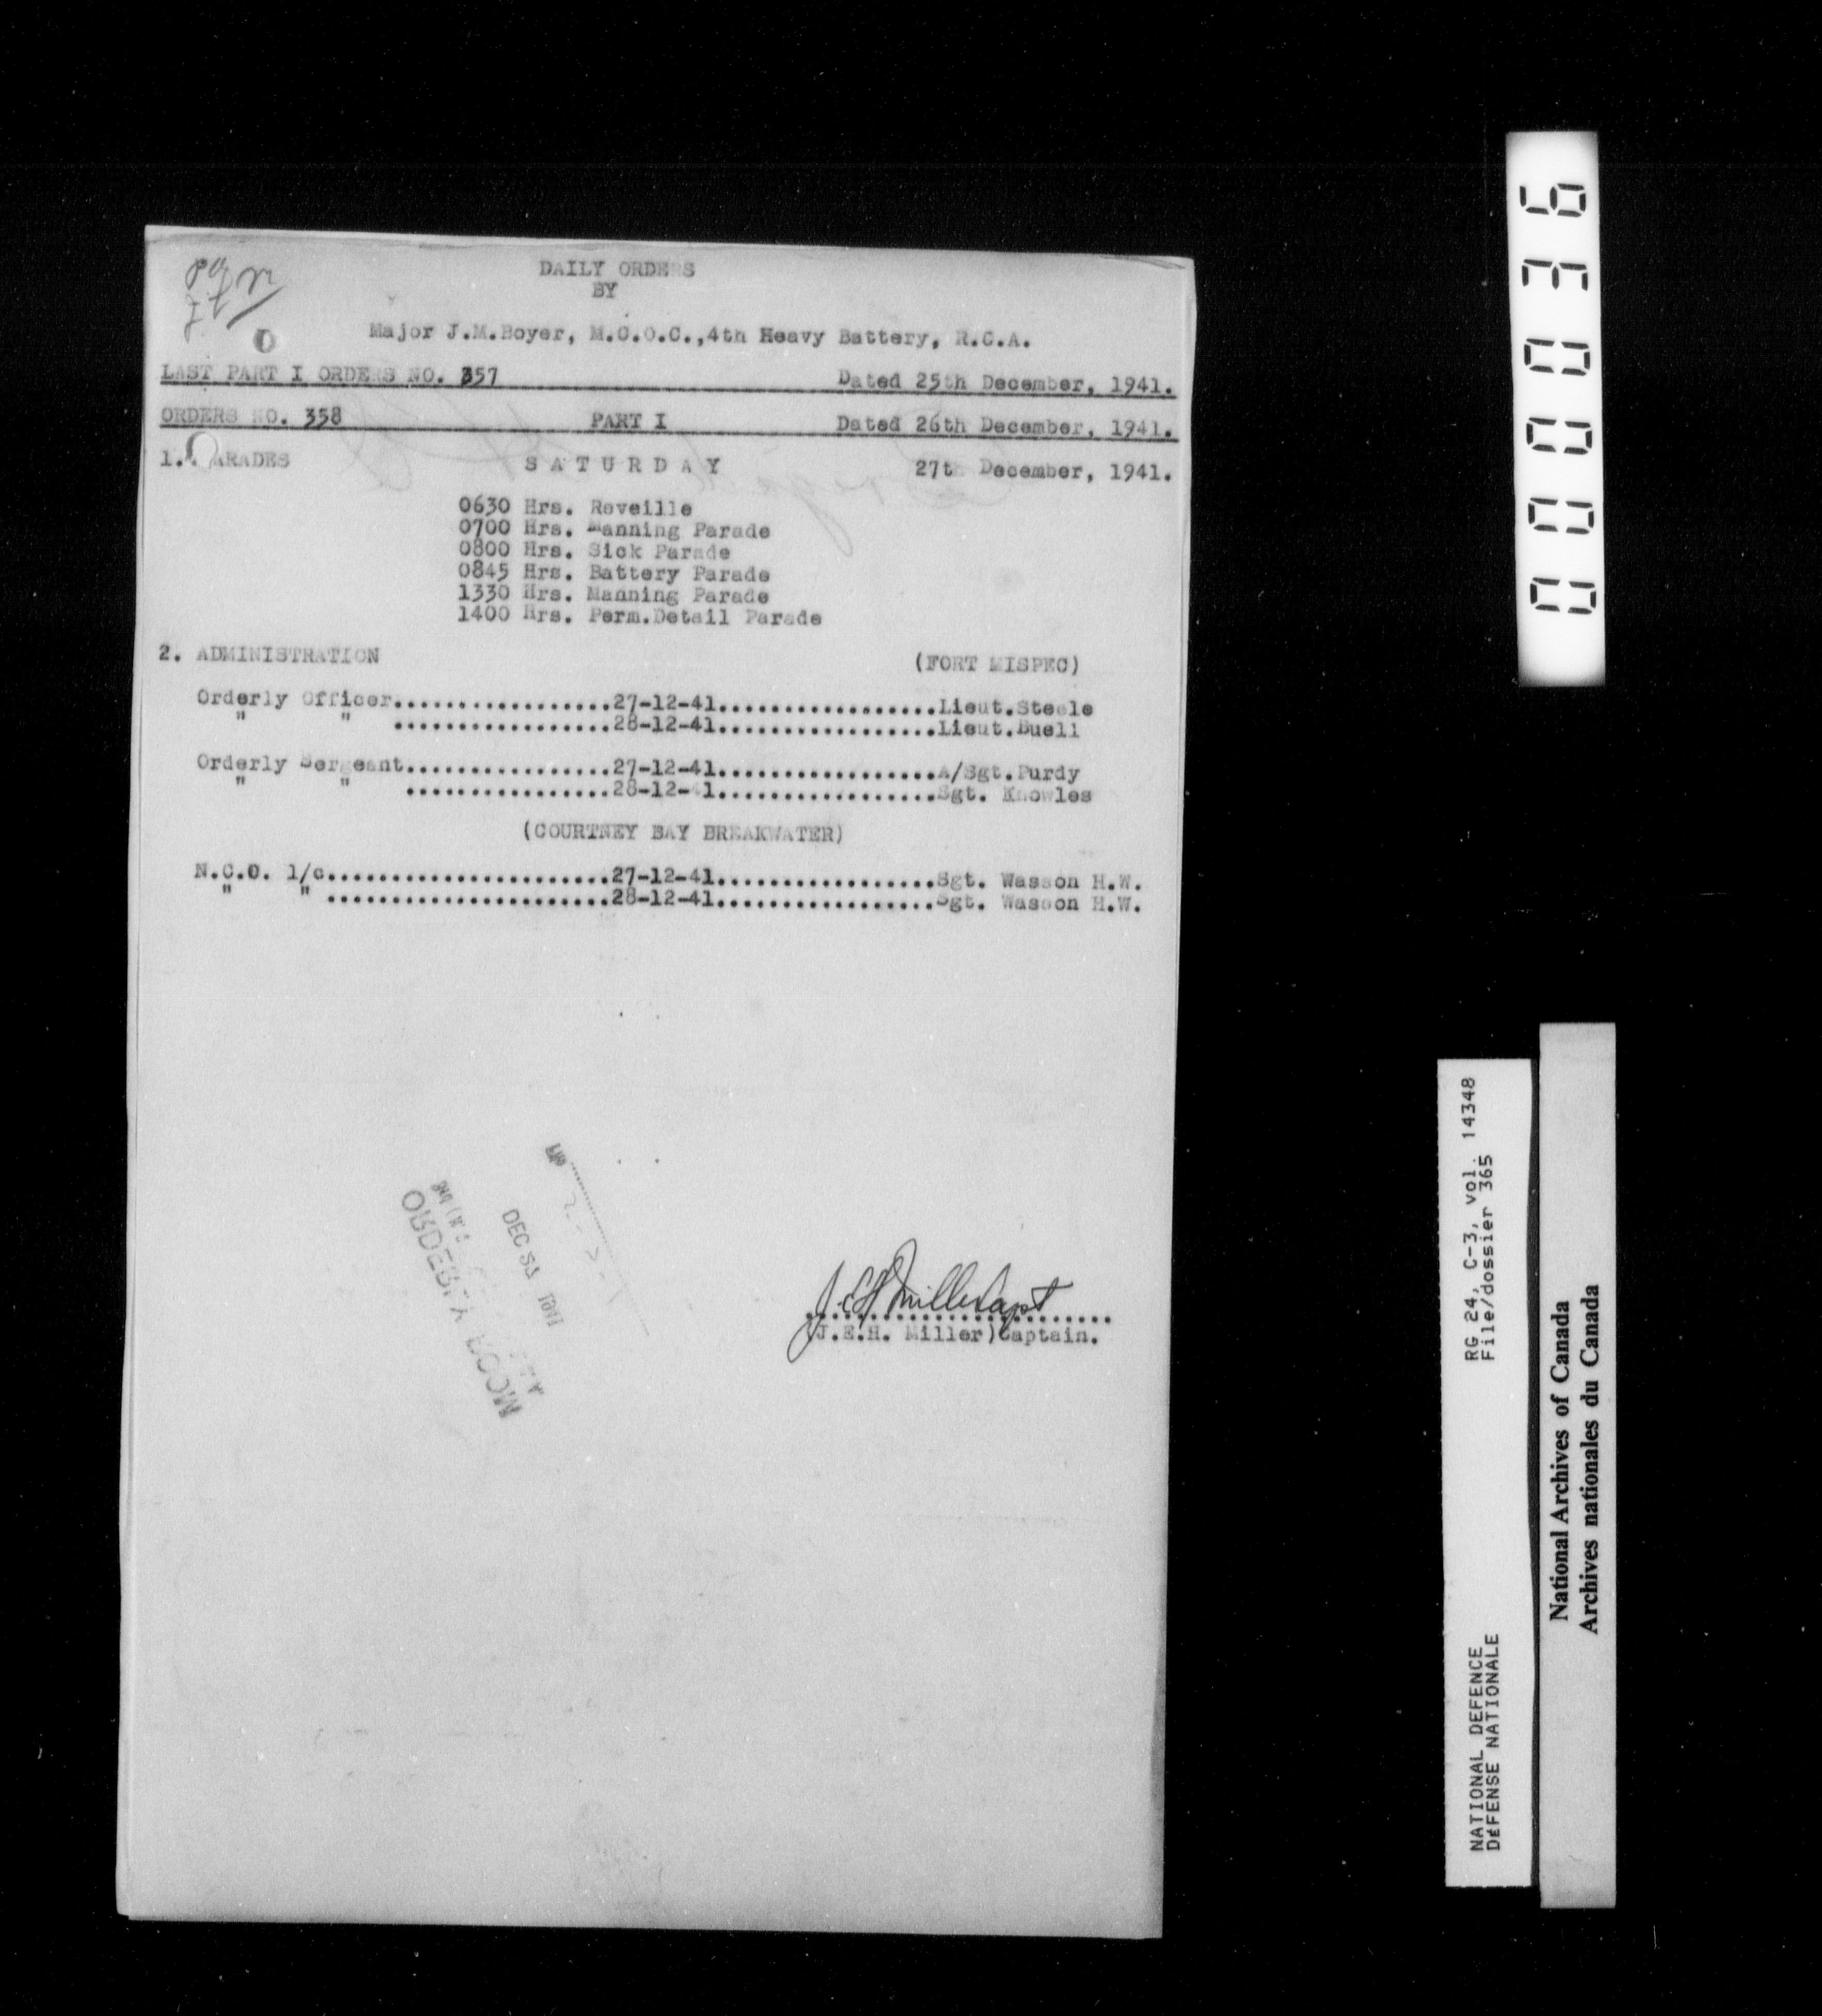 DAILY ORDERS
BY
Major J.M.Boyer, M.C.O.C.,4th Heavy Battery, R.C.A.
LAST PART I ORDERS NO. 357 Dated 25th December, 1941.
ORDERS NO. 358 PART I Dated 26th December, 1941.
1. PARADES SATURDAY 27th December, 1941.
0630 Hrs. Reveille
0700 Hrs. Manning Parade
0800 Hrs. Sick Parade
0845 Hrs. Battery Parade
1330 Hrs. Manning Parade
1400 Hrs. Perm.Detail Parade
2. ADMINISTRATION (FORT MISPEC)
Orderly Officer.................27-12-41.................Lieut.Steele
" " .................28-12-41.................Lieut.Buell
Orderly Sergeant................27-12-41.................A/Sgt.Purdy
" " ................28-12-41.................Sgt. Knowles
(COURTNEY BAY BREAKWATER)
N.C.O. i/c......................27-12-41.................Sgt. Wasson H.W.
" " ......................28-12-41.................Sgt. Wasson H.W.
ORDERLY ROOM
J.E.H. Miller Capt
(J.E.H. Miller)Captain.
000036
RG 24, C-3, vol. 14348
File/dossier 365
NATIONAL DEFENCE
DÉFENSE NATIONALE
National Archives of Canada
Archives nationales du Canada